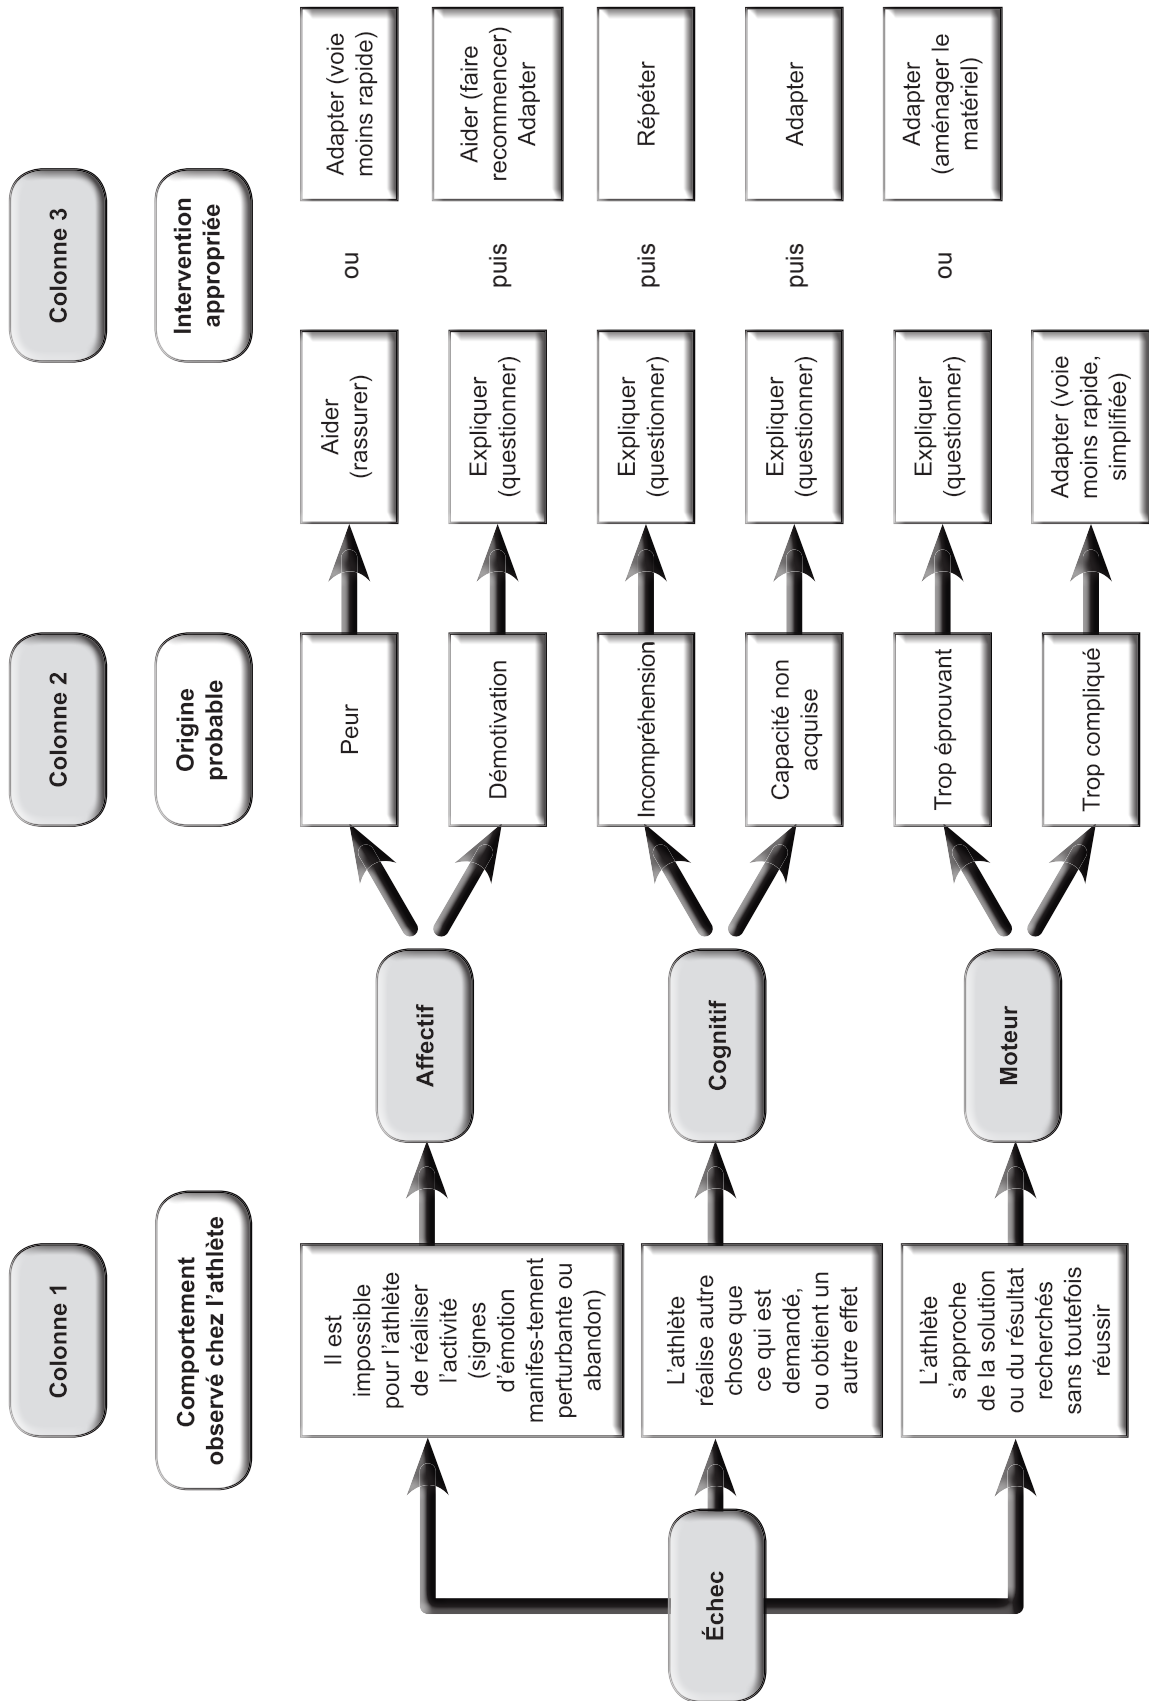 Colonne 1
Colonne 2
Colonne 3
Comportement
observé chez l'athlète
Origine
probable
Intervention
appropriée
Échec
Il est
impossible
pour l'athlète
de réaliser
l'activité
(signes
d'émotion
manifes-tement
perturbante ou
abandon)
Affectif
Peur
Aider
(rassurer)
ou
Adapter (voie
moins rapide)
Démotivation
Expliquer
(questionner)
puis
Aider (faire
recommencer)
Adapter
L'athlète
réalise autre
chose que
ce qui est
demandé,
ou obtient un
autre effet
Cognitif
Incompréhension
Expliquer
(questionner)
puis
Répéter
Capacité non
acquise
Expliquer
(questionner)
puis
Adapter
L'athlète
s'approche
de la solution
ou du résultat
recherchés
sans toutefois
réussir
Moteur
Trop éprouvant
Expliquer
(questionner)
ou
Adapter
(aménager le
matériel)
Trop compliqué
Adapter (voie
moins rapide,
simplifiée)